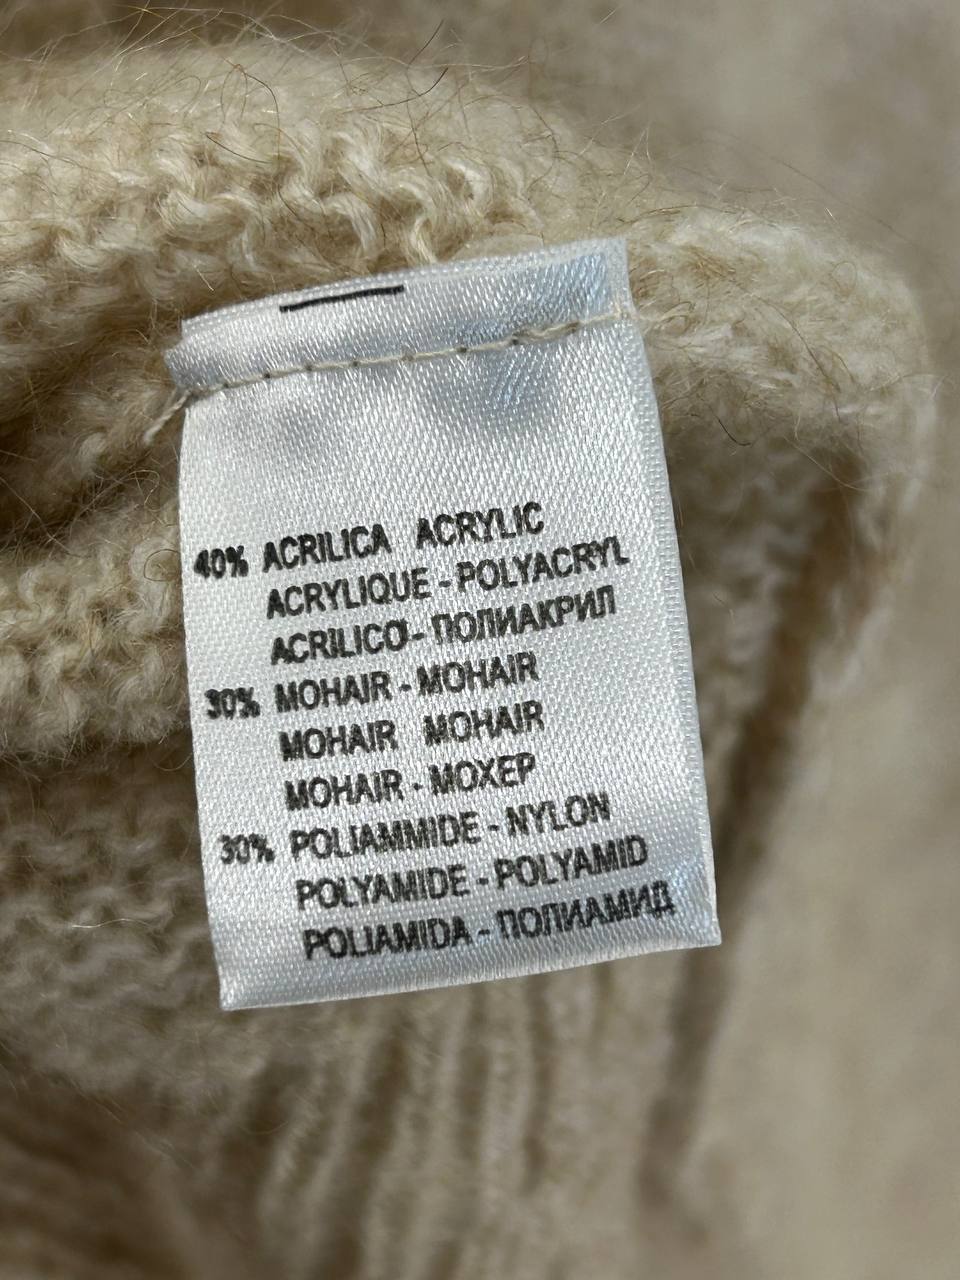 40% ACRILICA ACRYLIC
ACRYLIQUE - POLYACRYL
ACRILICO - ПОЛИАКРИЛ
30% MOHAIR - MOHAIR
MOHAIR MOHAIR
MOHAIR - МОХЕР
30% POLIAMMIDE - NYLON
POLYAMIDE - POLYAMID
POLIAMIDA - ПОЛИАМИД